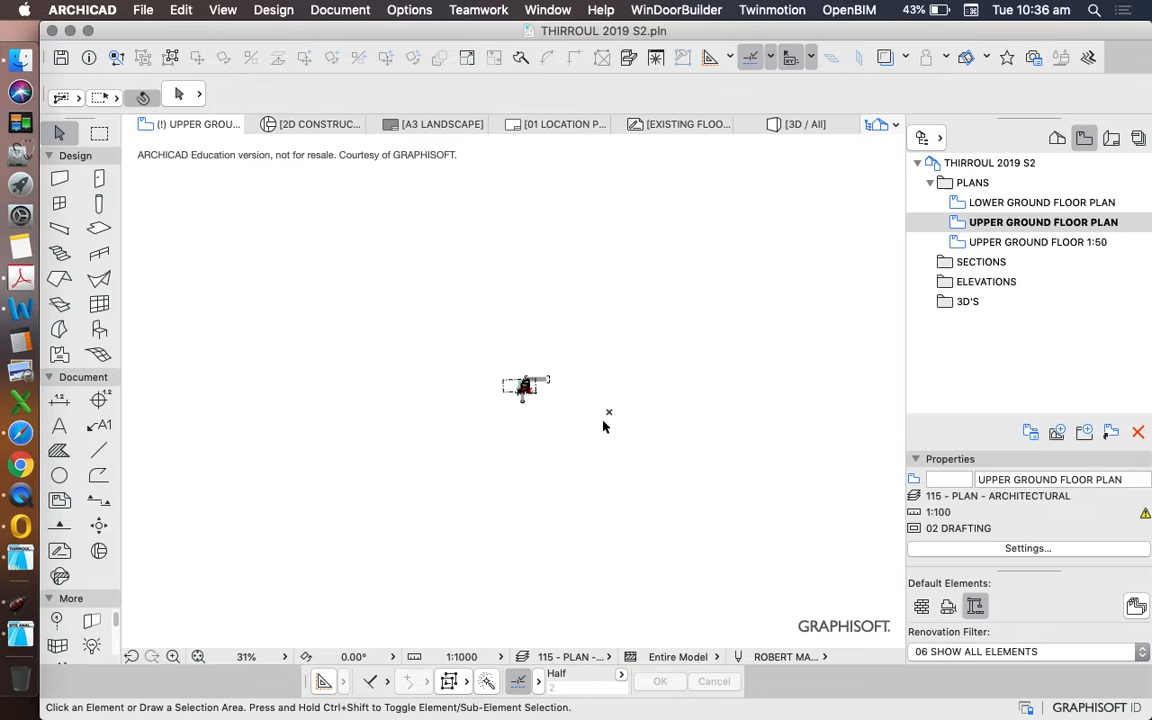 ARCHICAD File Edit View Design Document Options Teamwork Window Help WinDoorBuilder Twinmotion OpenBIM 43% Tue 10:36 am
THIRROUL 2019 S2.pln
(!) UPPER GROU... [2D CONSTRUC... [A3 LANDSCAPE] [01 LOCATION P... [EXISTING FLOO... [3D / All]
ARCHICAD Education version, not for resale. Courtesy of GRAPHISOFT.
Design
Document
A1
More
THIRROUL 2019 S2
PLANS
LOWER GROUND FLOOR PLAN
UPPER GROUND FLOOR PLAN
UPPER GROUND FLOOR 1:50
SECTIONS
ELEVATIONS
3D'S
Properties
UPPER GROUND FLOOR PLAN
115 - PLAN - ARCHITECTURAL
1:100
02 DRAFTING
Settings...
Default Elements:
Renovation Filter:
06 SHOW ALL ELEMENTS
GRAPHISOFT.
31% 0.00° 1:1000 115 - PLAN -... Entire Model ROBERT MA...
Half
2
OK Cancel
Click an Element or Draw a Selection Area. Press and Hold Ctrl+Shift to Toggle Element/Sub-Element Selection.
GRAPHISOFT ID